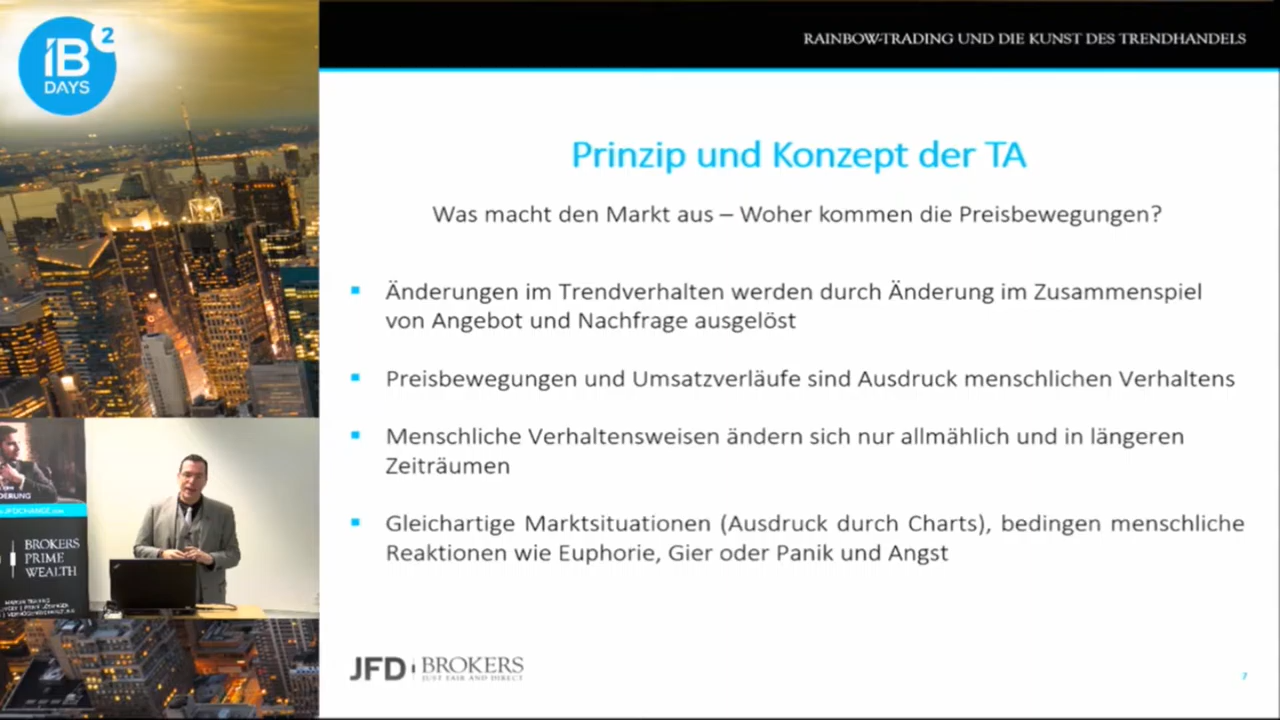 iB
2
DAYS
RAINBOW-TRADING UND DIE KUNST DES TRENDHANDELS
Prinzip und Konzept der TA
Was macht den Markt aus – Woher kommen die Preisbewegungen?
Änderungen im Trendverhalten werden durch Änderung im Zusammenspiel
von Angebot und Nachfrage ausgelöst
Preisbewegungen und Umsatzverläufe sind Ausdruck menschlichen Verhaltens
Menschliche Verhaltensweisen ändern sich nur allmählich und in längeren
Zeiträumen
Gleichartige Marktsituationen (Ausdruck durch Charts), bedingen menschliche
Reaktionen wie Euphorie, Gier oder Panik und Angst
BROKERS
PRIME
WEALTH
JFD BROKERS
JUST FAIR AND DIRECT
7